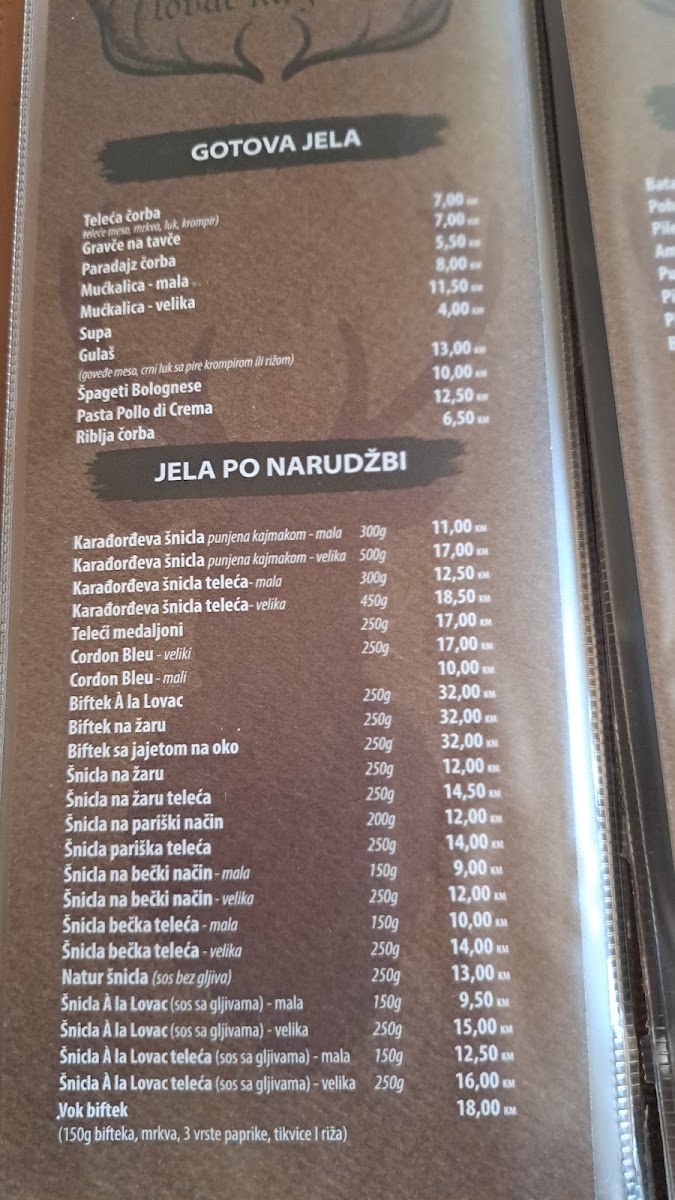 lovac
GOTOVA JELA
Teleća čorba 7,00 KM
(teleće meso, mrkva, luk, krompir)
Gravče na tavče 7,00 KM
Paradajz čorba 5,50 KM
Mućkalica - mala 8,00 KM
Mućkalica - velika 11,50 KM
Supa 4,00 KM
Gulaš 13,00 KM
(goveđe meso, crni luk sa pire krompirom ili rižom)
Špageti Bolognese 10,00 KM
Pasta Pollo di Crema 12,50 KM
Riblja čorba 6,50 KM
JELA PO NARUDŽBI
Karađorđeva šnicla punjena kajmakom - mala 300g 11,00 KM
Karađorđeva šnicla punjena kajmakom - velika 500g 17,00 KM
Karađorđeva šnicla teleća- mala 300g 12,50 KM
Karađorđeva šnicla teleća- velika 450g 18,50 KM
Teleći medaljoni 250g 17,00 KM
Cordon Bleu - veliki 250g 17,00 KM
Cordon Bleu - mali 10,00 KM
Biftek À la Lovac 250g 32,00 KM
Biftek na žaru 250g 32,00 KM
Biftek sa jajetom na oko 250g 32,00 KM
Šnicla na žaru 250g 12,00 KM
Šnicla na žaru teleća 250g 14,50 KM
Šnicla na pariški način 200g 12,00 KM
Šnicla pariška teleća 250g 14,00 KM
Šnicla na bečki način - mala 150g 9,00 KM
Šnicla na bečki način - velika 250g 12,00 KM
Šnicla bečka teleća - mala 150g 10,00 KM
Šnicla bečka teleća - velika 250g 14,00 KM
Natur šnicla (sos bez gljiva) 250g 13,00 KM
Šnicla À la Lovac (sos sa gljivama) - mala 150g 9,50 KM
Šnicla À la Lovac (sos sa gljivama) - velika 250g 15,00 KM
Šnicla À la Lovac teleća (sos sa gljivama) - mala 150g 12,50 KM
Šnicla À la Lovac teleća (sos sa gljivama) - velika 250g 16,00 KM
Vok biftek 18,00 KM
(150g bifteka, mrkva, 3 vrste paprike, tikvice I riža)